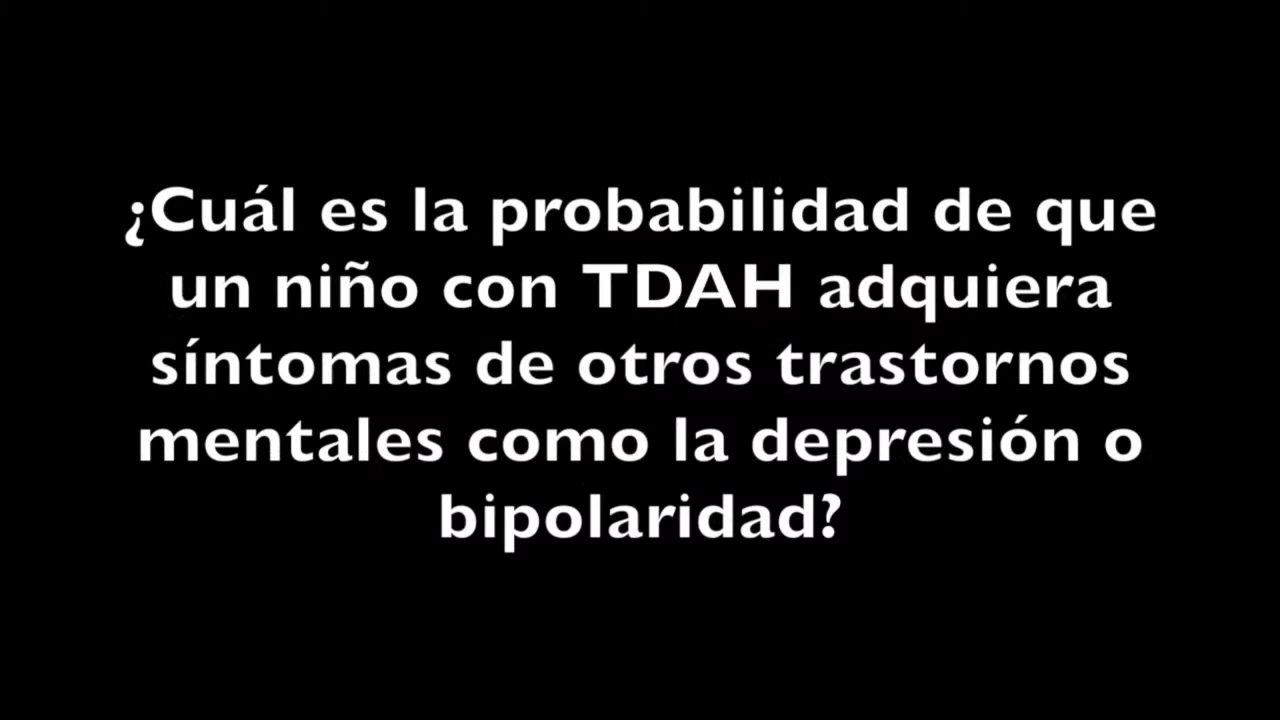 ¿Cuál es la probabilidad de que
un niño con TDAH adquiera
síntomas de otros trastornos
mentales como la depresión o
bipolaridad?